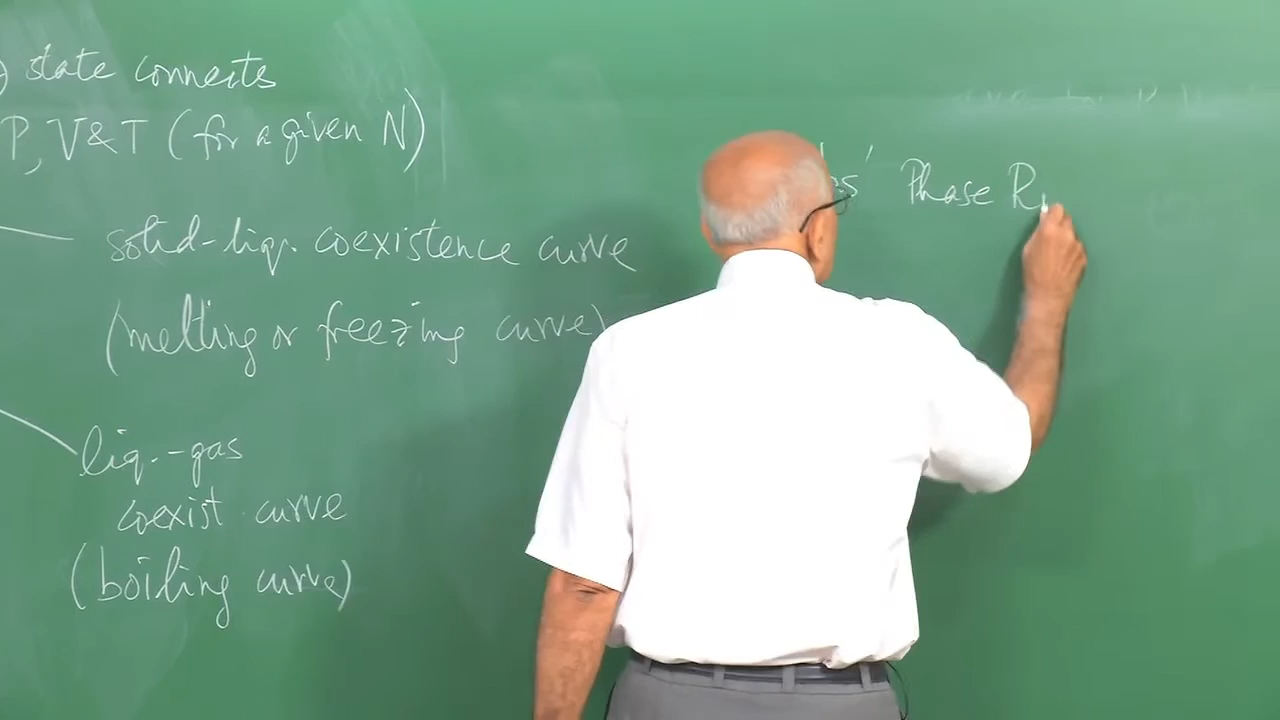 state connects
P, V & T (for a given N)
solid-liq. coexistence curve
(melting or freezing curve)
liq.-gas
coexist. curve
(boiling curve)
Phase R